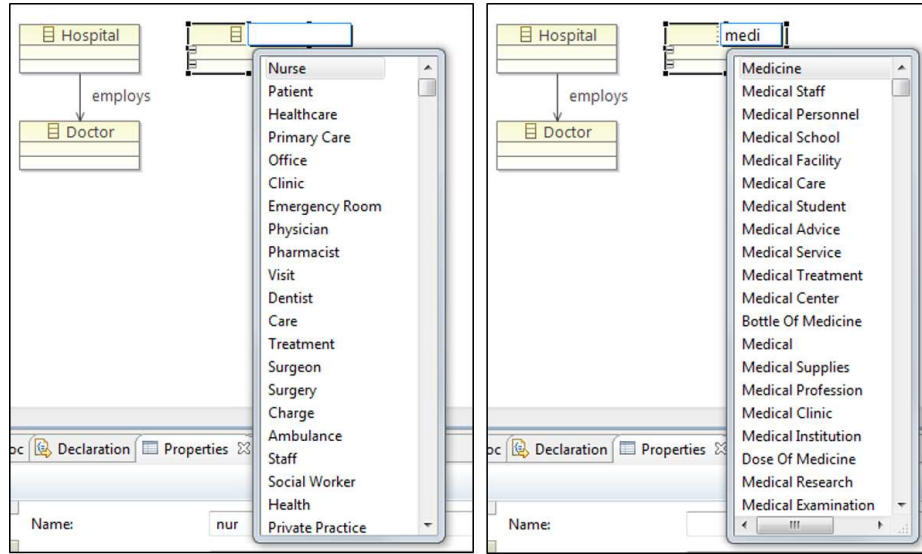 Hospital
employs
Doctor
Nurse
Patient
Healthcare
Primary Care
Office
Clinic
Emergency Room
Physician
Pharmacist
Visit
Dentist
Care
Treatment
Surgeon
Surgery
Charge
Ambulance
Staff
Social Worker
Health
Private Practice
oc Declaration Properties
Name: nur
Hospital
medi
employs
Doctor
Medicine
Medical Staff
Medical Personnel
Medical School
Medical Facility
Medical Care
Medical Student
Medical Advice
Medical Service
Medical Treatment
Medical Center
Bottle Of Medicine
Medical
Medical Supplies
Medical Profession
Medical Clinic
Medical Institution
Dose Of Medicine
Medical Research
Medical Examination
oc Declaration Properties
Name: